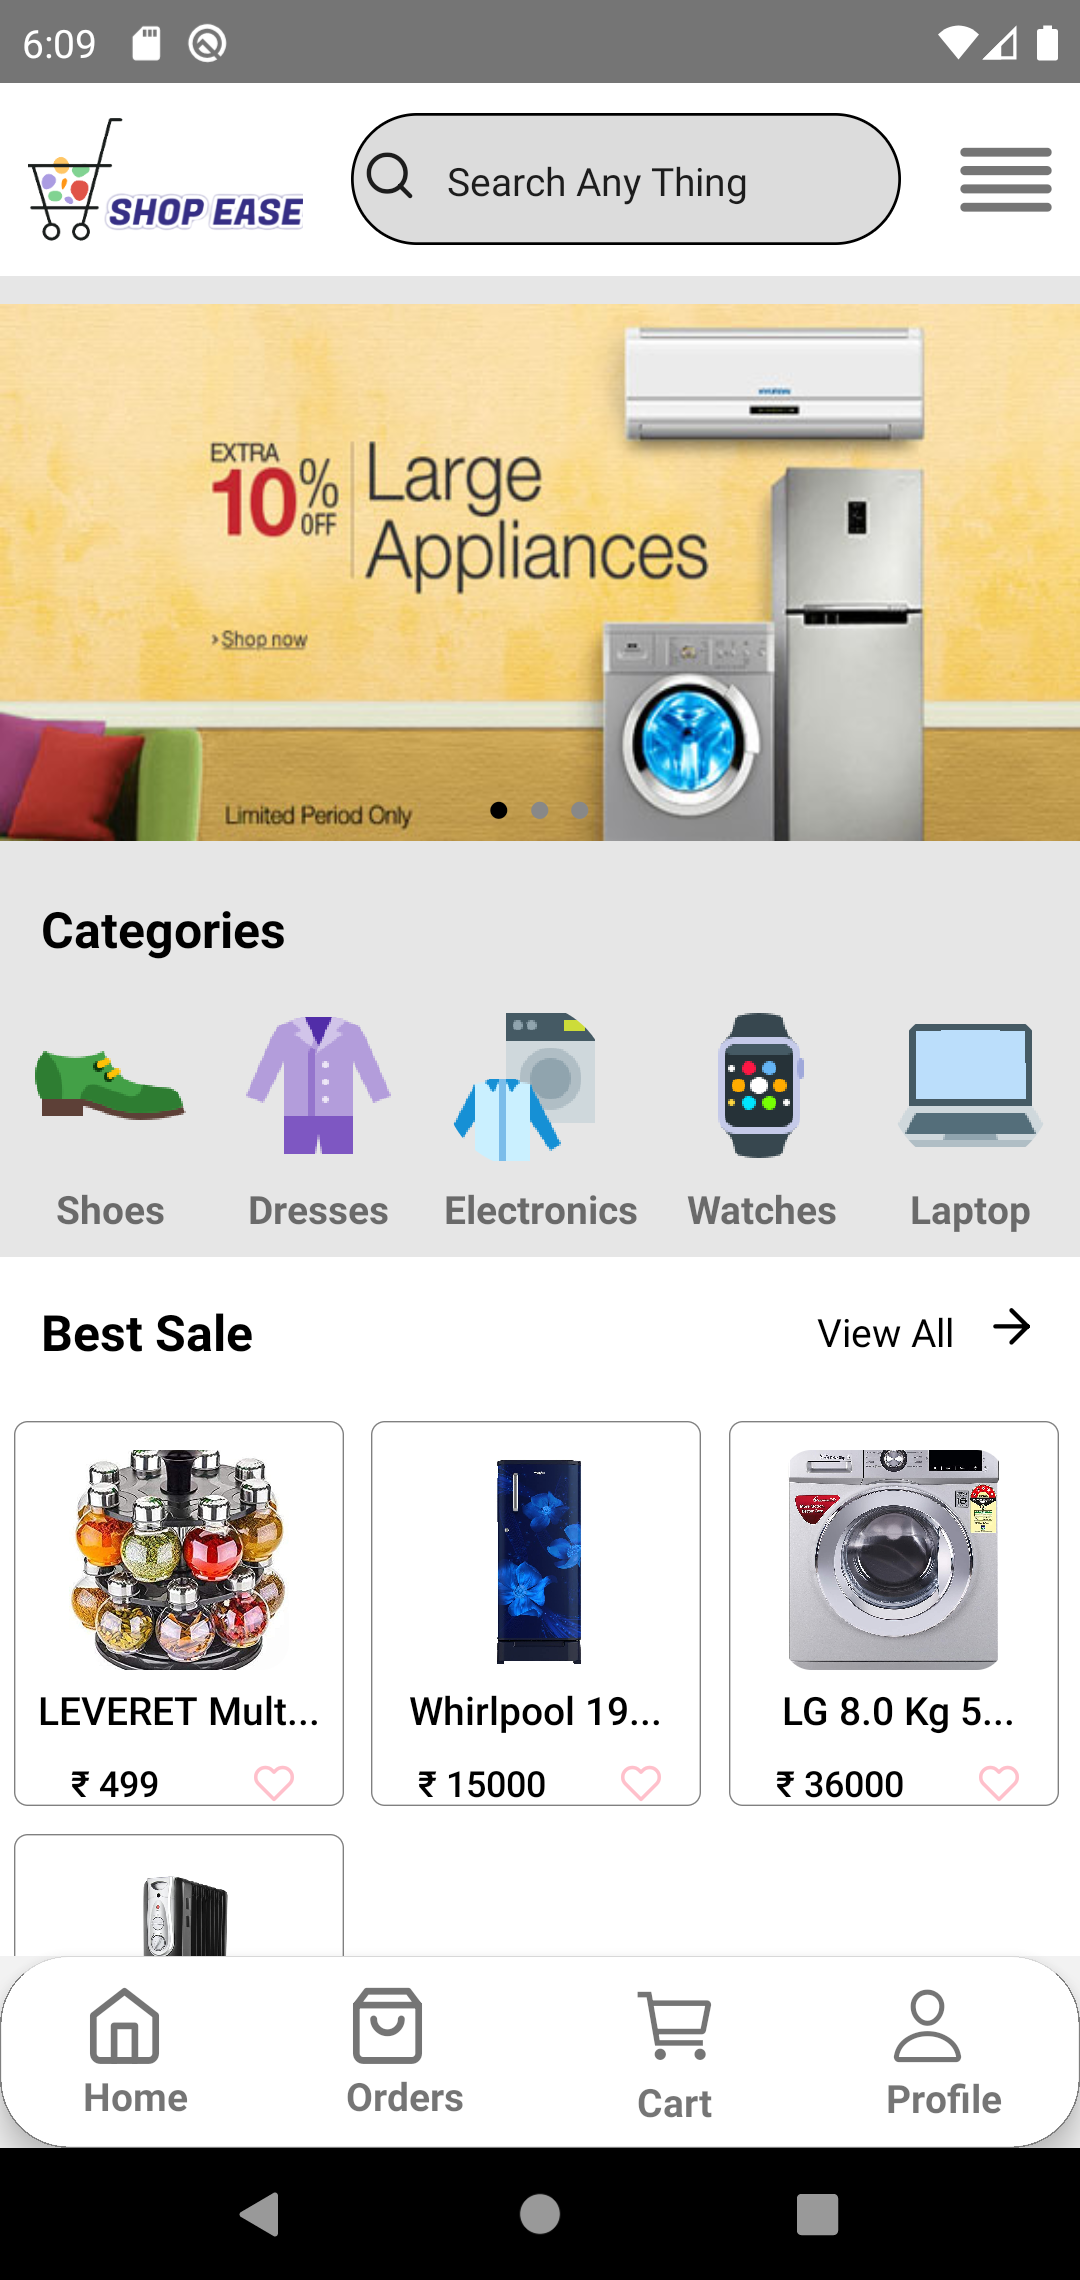 6:09
SHOP EASE
Search Any Thing
EXTRA
10% OFF
Large
Appliances
› Shop now
Limited Period Only
Categories
Shoes
Dresses
Electronics
Watches
Laptop
Best Sale
View All
LEVERET Mult...
₹ 499
Whirlpool 19...
₹ 15000
LG 8.0 Kg 5...
₹ 36000
Home
Orders
Cart
Profile